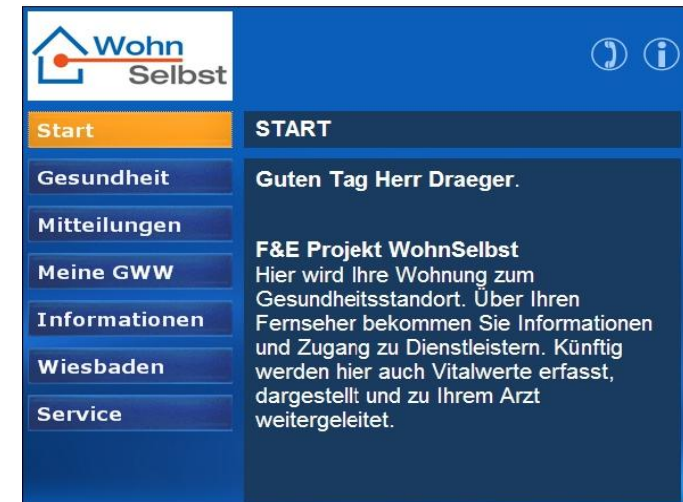 Wohn
Selbst
Start
START
Gesundheit
Mitteilungen
Meine GWW
Informationen
Wiesbaden
Service
Guten Tag Herr Draeger.
F&E Projekt WohnSelbst
Hier wird Ihre Wohnung zum
Gesundheitsstandort. Über Ihren
Fernseher bekommen Sie Informationen
und Zugang zu Dienstleistern. Künftig
werden hier auch Vitalwerte erfasst,
dargestellt und zu Ihrem Arzt
weitergeleitet.